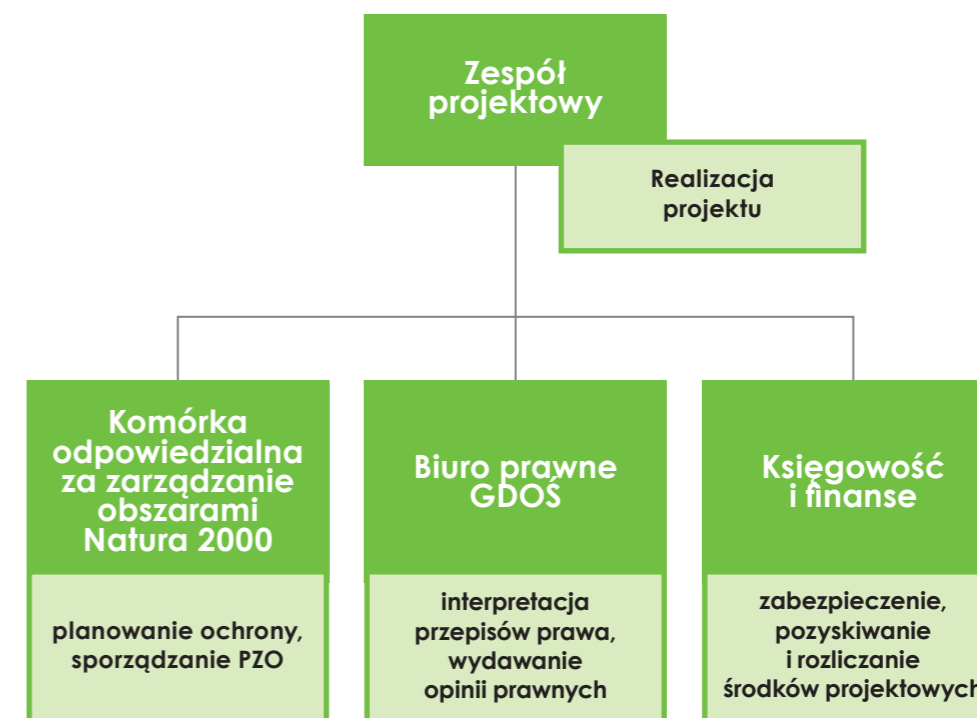 Zespół
projektowy
Realizacja
projektu
Komórka
odpowiedzialna
za zarządzanie
obszarami
Natura 2000
planowanie ochrony,
sporządzanie PZO
Biuro prawne
GDOŚ
interpretacja
przepisów prawa,
wydawanie
opinii prawnych
Księgowość
i finanse
zabezpieczenie,
pozyskiwanie
i rozliczanie
środków projektowych